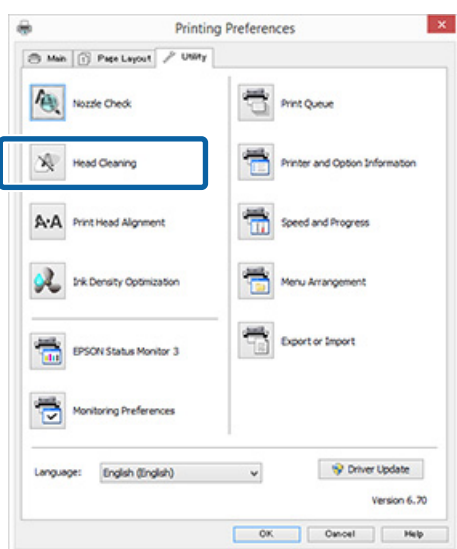 Printing Preferences
Main
Page Layout
Utility
Nozzle Check
Head Cleaning
A·A Print Head Alignment
Ink Density Optimization
EPSON Status Monitor 3
Monitoring Preferences
Print Queue
Printer and Option Information
Speed and Progress
Menu Arrangement
Export or Import
Language: English (English)
Driver Update
Version 6.70
OK
Cancel
Help